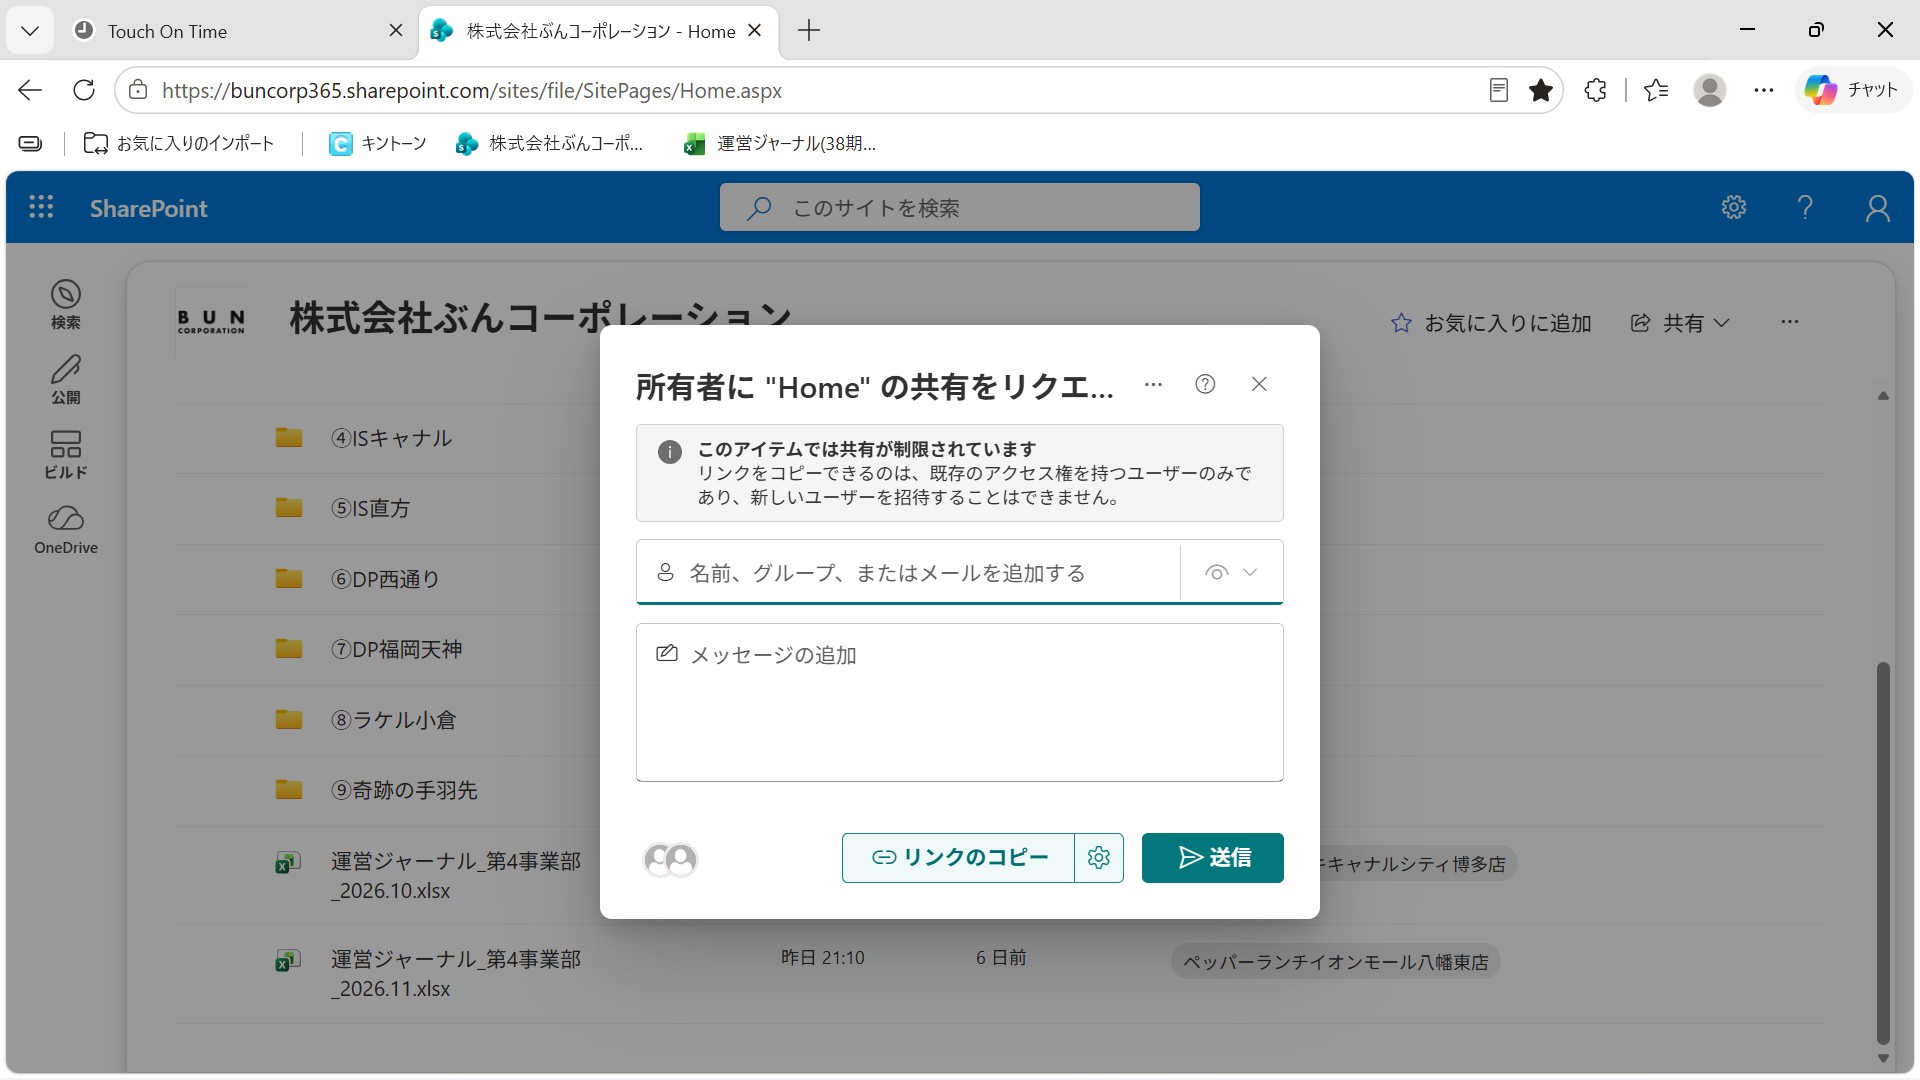 Touch On Time
株式会社ぶんコーポレーション - Home
https://buncorp365.sharepoint.com/sites/file/SitePages/Home.aspx
チャット
お気に入りのインポート
キントーン
株式会社ぶんコーポ...
運営ジャーナル(38期...
SharePoint
このサイトを検索
検索
公開
ビルド
OneDrive
BUN
CORPORATION
株式会社ぶんコーポレーション
お気に入りに追加
共有
④ISキャナル
⑤IS直方
⑥DP西通り
⑦DP福岡天神
⑧ラケル小倉
⑨奇跡の手羽先
運営ジャーナル_第4事業部
_2026.10.xlsx
キャナルシティ博多店
運営ジャーナル_第4事業部
_2026.11.xlsx
昨日 21:10
6 日前
ペッパーランチイオンモール八幡東店
所有者に "Home" の共有をリクエ...
このアイテムでは共有が制限されています
リンクをコピーできるのは、既存のアクセス権を持つユーザーのみで
あり、新しいユーザーを招待することはできません。
名前、グループ、またはメールを追加する
メッセージの追加
リンクのコピー
送信